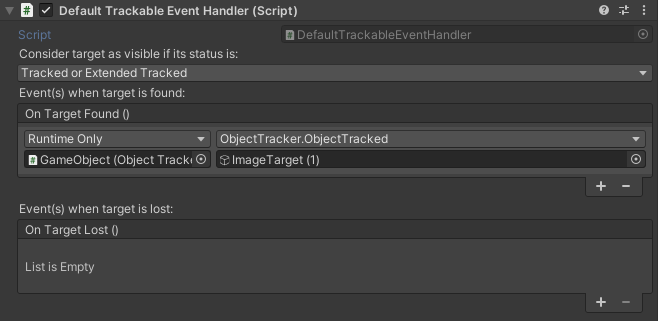 Default Trackable Event Handler (Script)
Script DefaultTrackableEventHandler
Consider target as visible if its status is:
Tracked or Extended Tracked
Event(s) when target is found:
On Target Found ()
Runtime Only ObjectTracker.ObjectTracked
GameObject (Object Tracke ImageTarget (1)
+ −
Event(s) when target is lost:
On Target Lost ()
List is Empty
+ −